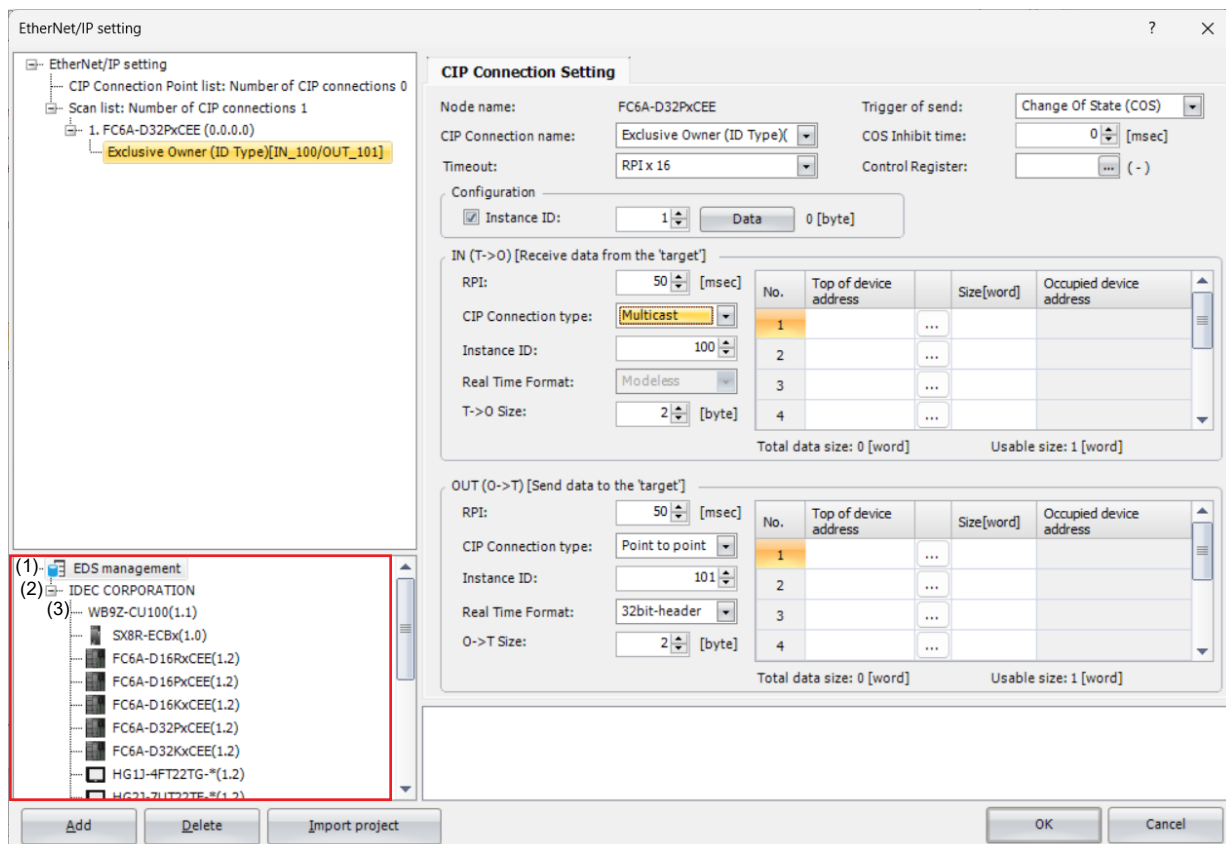 EtherNet/IP setting
?
EtherNet/IP setting
CIP Connection Point list: Number of CIP connections 0
Scan list: Number of CIP connections 1
1. FC6A-D32PxCEE (0.0.0.0)
Exclusive Owner (ID Type)[IN_100/OUT_101]
(1) EDS management
(2) IDEC CORPORATION
(3) WB9Z-CU100(1.1)
SX8R-ECBx(1.0)
FC6A-D16RxCEE(1.2)
FC6A-D16PxCEE(1.2)
FC6A-D16KxCEE(1.2)
FC6A-D32PxCEE(1.2)
FC6A-D32KxCEE(1.2)
HG1J-4FT22TG-*(1.2)
HG2J-7UT22TF-*(1.2)
Add Delete Import project
CIP Connection Setting
Node name: FC6A-D32PxCEE Trigger of send: Change Of State (COS)
CIP Connection name: Exclusive Owner (ID Type)( COS Inhibit time: 0 [msec]
Timeout: RPI x 16 Control Register: ... (-)
Configuration
Instance ID: 1 Data 0 [byte]
IN (T->O) [Receive data from the 'target']
RPI: 50 [msec]
CIP Connection type: Multicast
Instance ID: 100
Real Time Format: Modeless
T->O Size: 2 [byte]
No. Top of device address Size[word] Occupied device address
1 ...
2 ...
3 ...
4 ...
Total data size: 0 [word] Usable size: 1 [word]
OUT (O->T) [Send data to the 'target']
RPI: 50 [msec]
CIP Connection type: Point to point
Instance ID: 101
Real Time Format: 32bit-header
O->T Size: 2 [byte]
No. Top of device address Size[word] Occupied device address
1 ...
2 ...
3 ...
4 ...
Total data size: 0 [word] Usable size: 1 [word]
OK Cancel